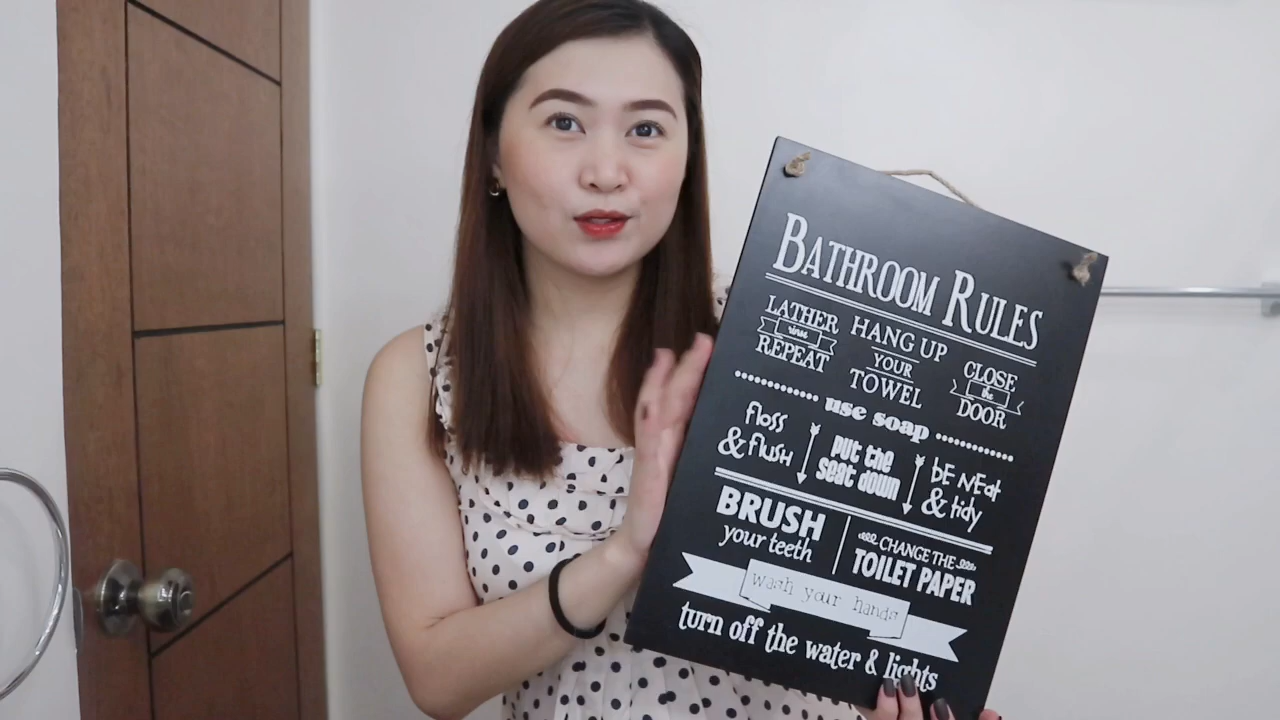 BATHROOM RULES
LATHER
rinse
REPEAT
HANG UP
YOUR
TOWEL
CLOSE
the
DOOR
use soap
floss
& flush
put the
seat down
be neat
& tidy
BRUSH
your teeth
CHANGE THE
TOILET PAPER
wash your hands
turn off the water & lights